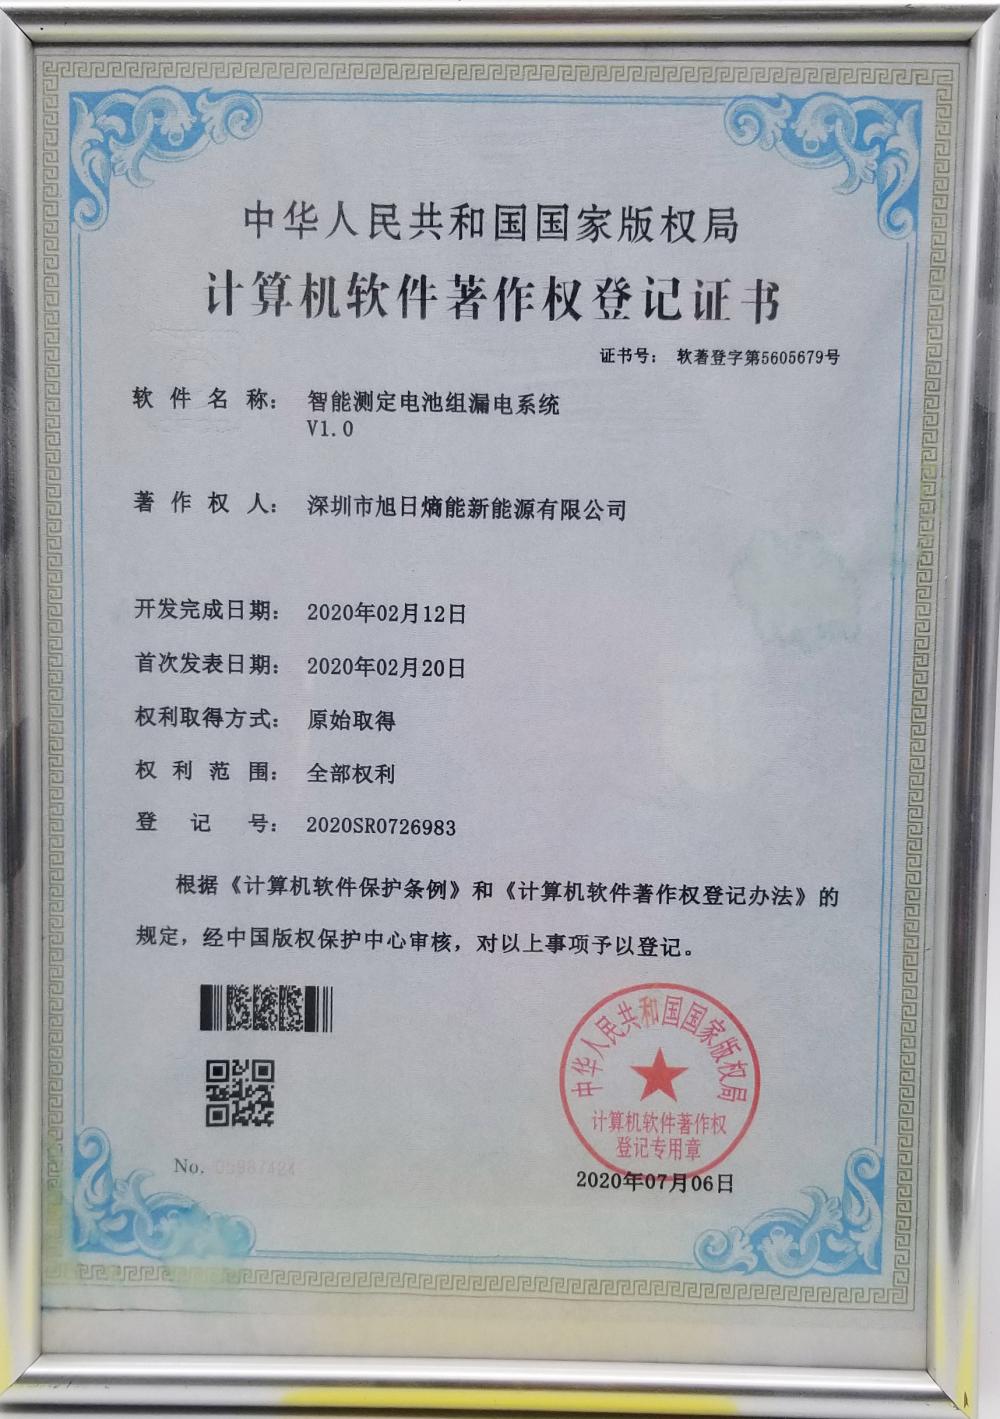 中华人民共和国国家版权局
计算机软件著作权登记证书
证书号： 软著登字第5605679号
软件名称： 智能测定电池组漏电系统
V1.0
著作权人： 深圳市旭日熵能新能源有限公司
开发完成日期： 2020年02月12日
首次发表日期： 2020年02月20日
权利取得方式： 原始取得
权利范围： 全部权利
登记号： 2020SR0726983
根据《计算机软件保护条例》和《计算机软件著作权登记办法》的
规定，经中国版权保护中心审核，对以上事项予以登记。
中华人民共和国国家版权局
计算机软件著作权
登记专用章
No.
2020年07月06日